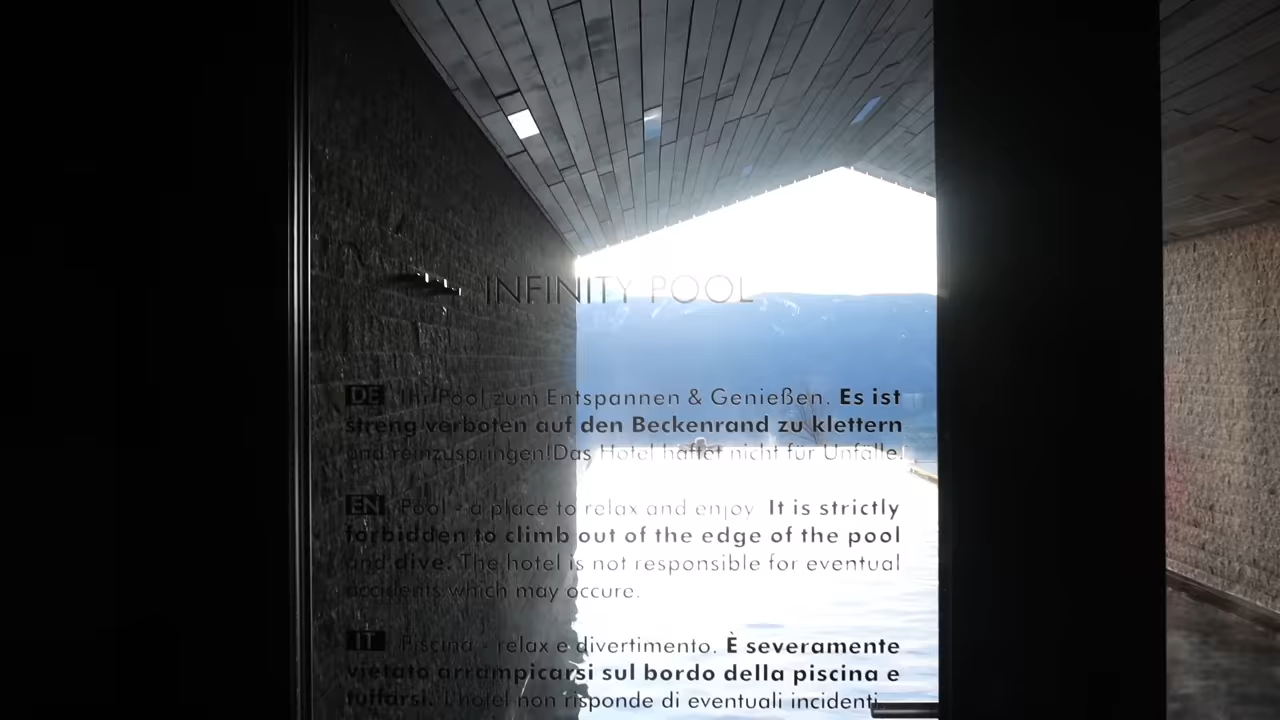 INFINITY POOL
DE Ihr Pool zum Entspannen & Genießen. Es ist
streng verboten auf den Beckenrand zu klettern
und reinzuspringen!Das Hotel haftet nicht für Unfälle!
EN Pool - a place to relax and enjoy. It is strictly
forbidden to climb out of the edge of the pool
and dive. The hotel is not responsible for eventual
accidents which may occure.
IT Piscina - relax e divertimento. È severamente
vietato arrampicarsi sul bordo della piscina e
tuffarsi. L'hotel non risponde di eventuali incidenti.